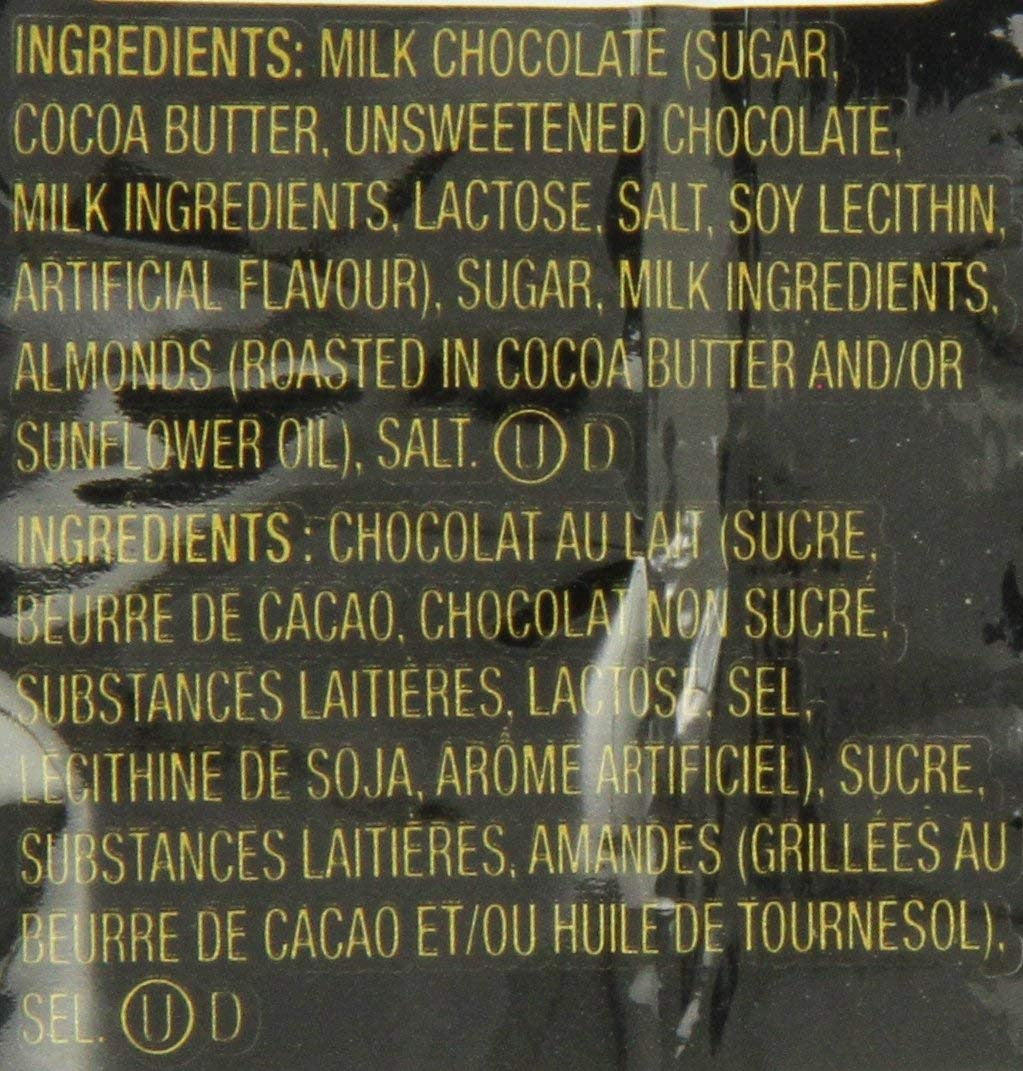 INGREDIENTS: MILK CHOCOLATE (SUGAR,
COCOA BUTTER, UNSWEETENED CHOCOLATE,
MILK INGREDIENTS, LACTOSE, SALT, SOY LECITHIN,
ARTIFICIAL FLAVOUR), SUGAR, MILK INGREDIENTS,
ALMONDS (ROASTED IN COCOA BUTTER AND/OR
SUNFLOWER OIL), SALT. Ⓤ D
INGRÉDIENTS : CHOCOLAT AU LAIT (SUCRE,
BEURRE DE CACAO, CHOCOLAT NON SUCRÉ,
SUBSTANCES LAITIÈRES, LACTOSE, SEL,
LÉCITHINE DE SOJA, ARÔME ARTIFICIEL), SUCRE,
SUBSTANCES LAITIÈRES, AMANDES (GRILLÉES AU
BEURRE DE CACAO ET/OU HUILE DE TOURNESOL),
SEL. Ⓤ D